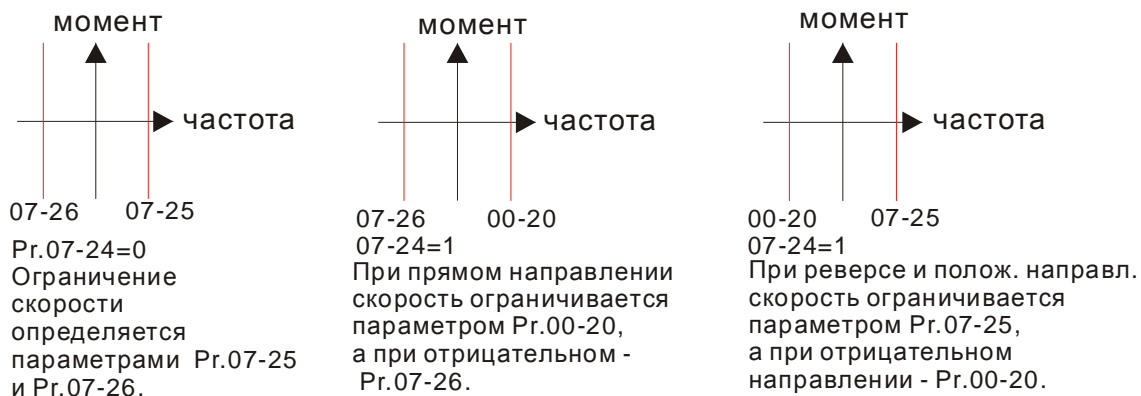 момент
частота
07-26 07-25
Pr.07-24=0
Ограничение
скорости
определяется
параметрами Pr.07-25
и Pr.07-26.
момент
частота
07-26 00-20
07-24=1
При прямом направлении
скорость ограничивается
параметром Pr.00-20,
а при отрицательном -
Pr.07-26.
момент
частота
00-20 07-25
07-24=1
При реверсе и полож. направл.
скорость ограничивается
параметром Pr.07-25,
а при отрицательном
направлении - Pr.00-20.